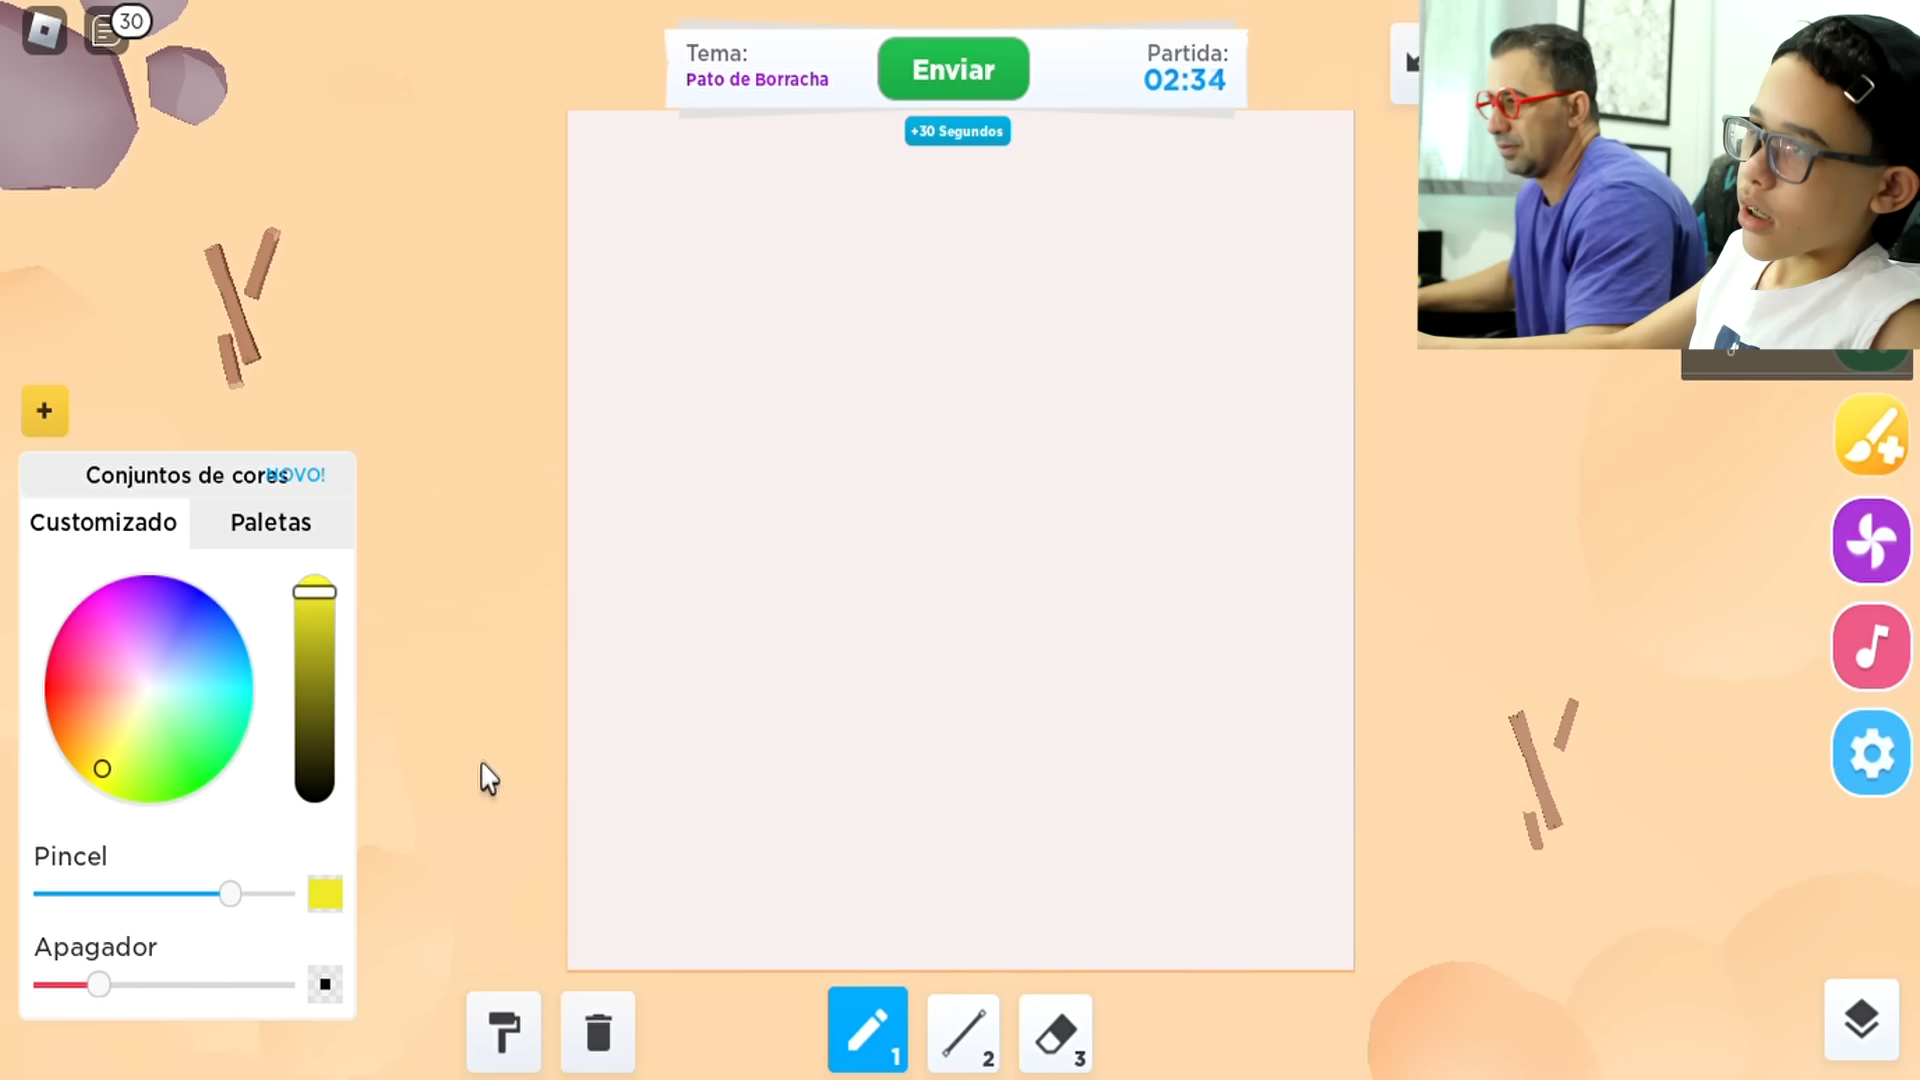 30
Tema:
Pato de Borracha
Enviar
Partida:
02:34
+30 Segundos
+
Conjuntos de cores
NOVO!
Customizado
Paletas
Pincel
Apagador
1
2
3